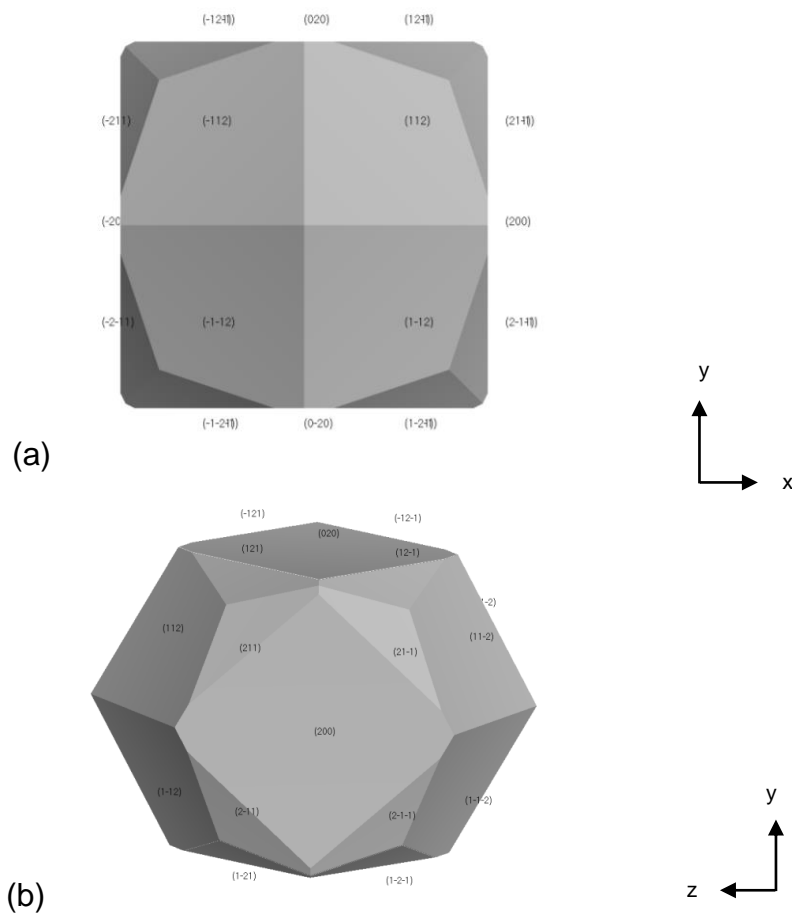 (-12-1) (020) (12-1)
(-211) (-112) (112) (21-1)
(-20 (200)
(-2-11) (-1-12) (1-12) (2-1-1)
(-1-2-1) (0-20) (1-2-1)
y
x
(a)
(-121) (-12-1)
(020)
(121) (12-1)
1-2)
(112) (11-2)
(211) (21-1)
(200)
(1-12) (1-1-2)
(2-11) (2-1-1)
(1-21) (1-2-1)
y
z
(b)